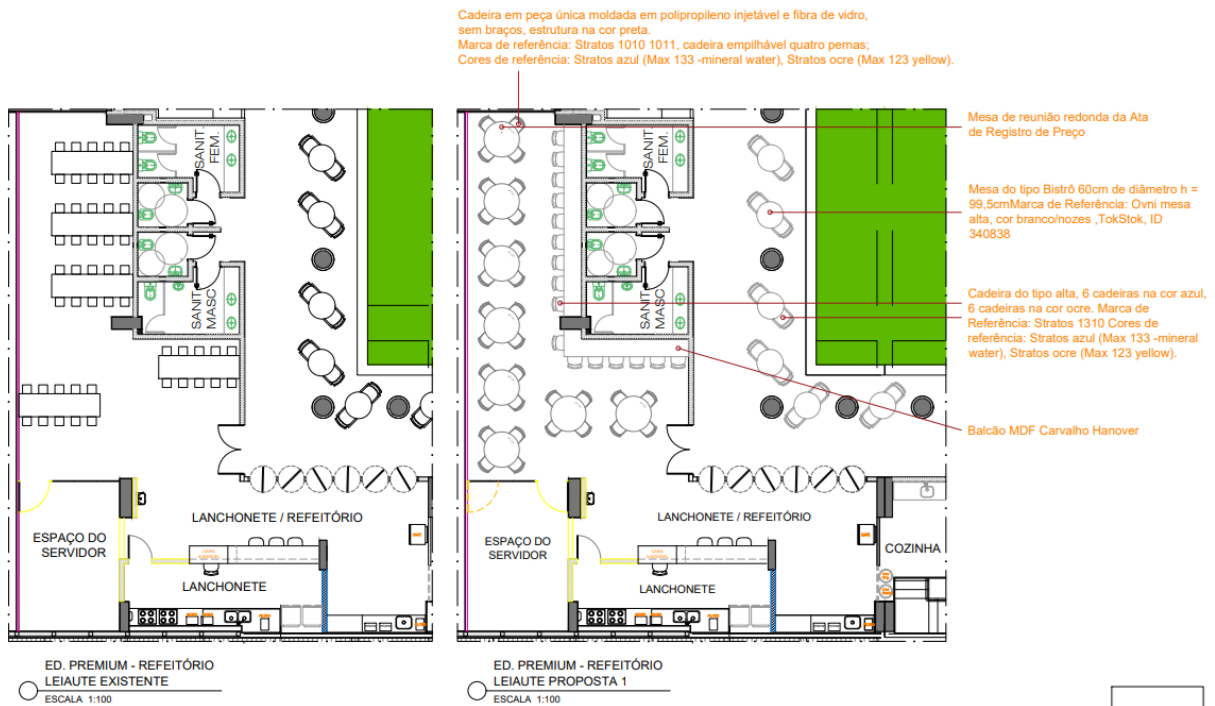 Cadeira em peça única moldada em polipropileno injetável e fibra de vidro,
sem braços, estrutura na cor preta.
Marca de referência: Stratos 1010 1011, cadeira empilhável quatro pernas;
Cores de referência: Stratos azul (Max 133 -mineral water), Stratos ocre (Max 123 yellow).
Mesa de reunião redonda da Ata
de Registro de Preço
Mesa do tipo Bistrô 60cm de diâmetro h =
99,5cmMarca de Referência: Ovni mesa
alta, cor branco/nozes ,TokStok, ID
340838
Cadeira do tipo alta, 6 cadeiras na cor azul,
6 cadeiras na cor ocre. Marca de
Referência: Stratos 1310 Cores de
referência: Stratos azul (Max 133 -mineral
water), Stratos ocre (Max 123 yellow).
Balcão MDF Carvalho Hanover
SANIT.
FEM.
SANIT.
MASC
LANCHONETE / REFEITÓRIO
ESPAÇO DO
SERVIDOR
LANCHONETE
ED. PREMIUM - REFEITÓRIO
LEIAUTE EXISTENTE
ESCALA 1:100
SANIT.
FEM.
SANIT.
MASC
LANCHONETE / REFEITÓRIO
ESPAÇO DO
SERVIDOR
LANCHONETE
COZINHA
ED. PREMIUM - REFEITÓRIO
LEIAUTE PROPOSTA 1
ESCALA 1:100